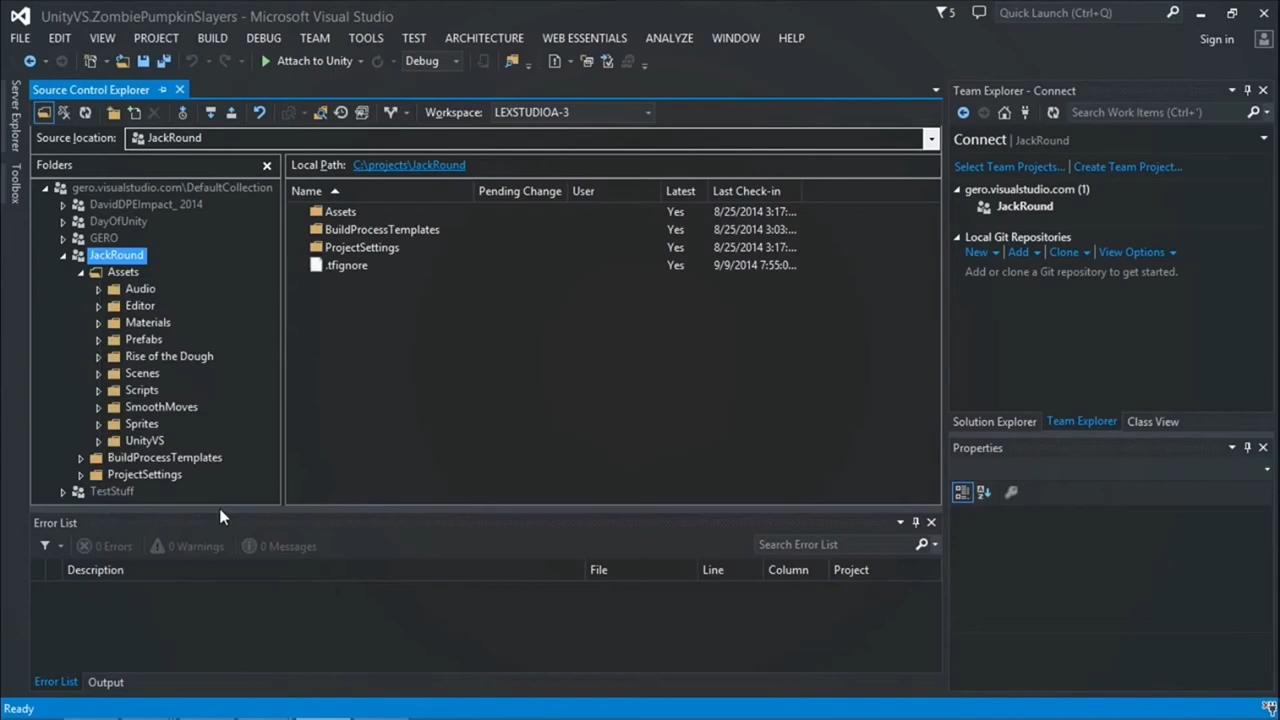 UnityVS.ZombiePumpkinSlayers - Microsoft Visual Studio
5
Quick Launch (Ctrl+Q)
FILE EDIT VIEW PROJECT BUILD DEBUG TEAM TOOLS TEST ARCHITECTURE WEB ESSENTIALS ANALYZE WINDOW HELP
Sign in
Attach to Unity
Debug
Server Explorer
Toolbox
Source Control Explorer
Workspace: LEXSTUDIOA-3
Source location: JackRound
Folders
gero.visualstudio.com\DefaultCollection
DavidDPEImpact_ 2014
DayOfUnity
GERO
JackRound
Assets
Audio
Editor
Materials
Prefabs
Rise of the Dough
Scenes
Scripts
SmoothMoves
Sprites
UnityVS
BuildProcessTemplates
ProjectSettings
TestStuff
Local Path: C:\projects\JackRound
Name Pending Change User Latest Last Check-in
Assets Yes 8/25/2014 3:17:...
BuildProcessTemplates Yes 8/25/2014 3:03:...
ProjectSettings Yes 8/25/2014 3:17:...
.tfignore Yes 9/9/2014 7:55:0...
Team Explorer - Connect
Search Work Items (Ctrl+')
Connect | JackRound
Select Team Projects... Create Team Project...
gero.visualstudio.com (1)
JackRound
Local Git Repositories
New Add Clone View Options
Add or clone a Git repository to get started.
Solution Explorer Team Explorer Class View
Properties
Error List
0 Errors 0 Warnings 0 Messages
Search Error List
Description File Line Column Project
Error List Output
Ready